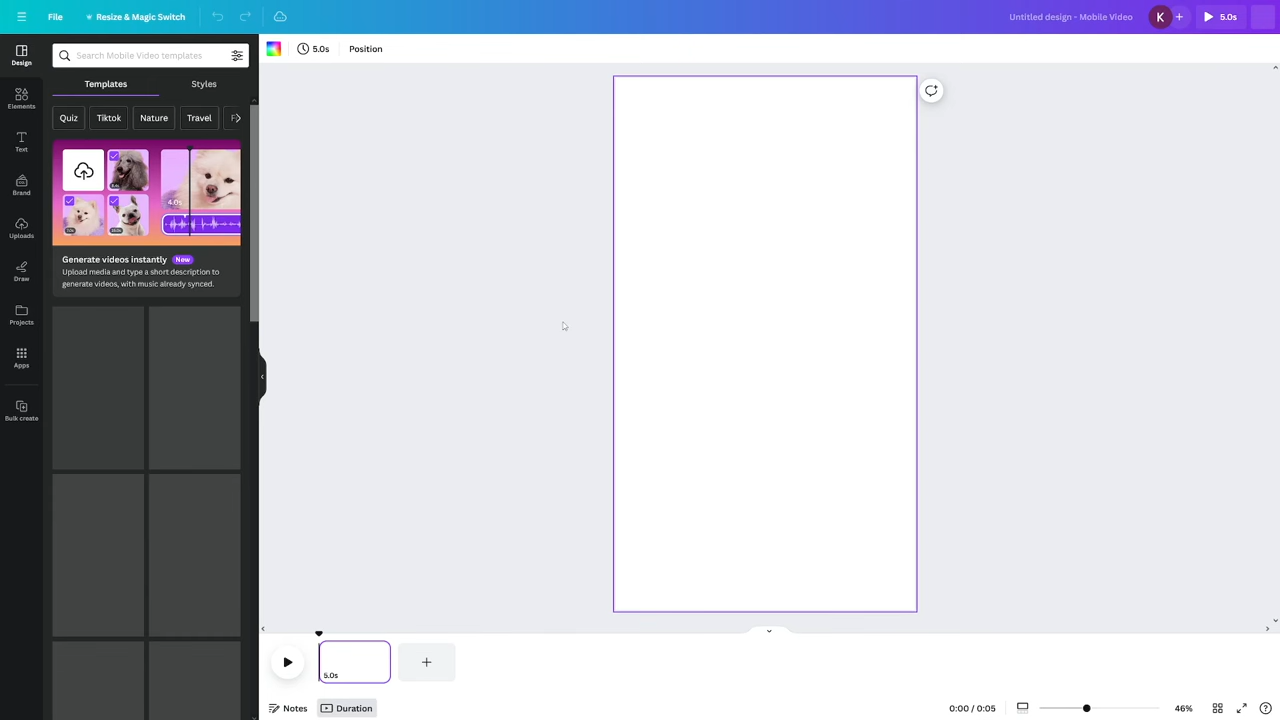 File
Resize & Magic Switch
Untitled design - Mobile Video
K
5.0s
Design
Elements
Text
Brand
Uploads
Draw
Projects
Apps
Bulk create
Search Mobile Video templates
Templates
Styles
Quiz
Tiktok
Nature
Travel
4.0s
Generate videos instantly
New
Upload media and type a short description to
generate videos, with music already synced.
5.0s
Position
5.0s
Notes
Duration
0:00 / 0:05
46%